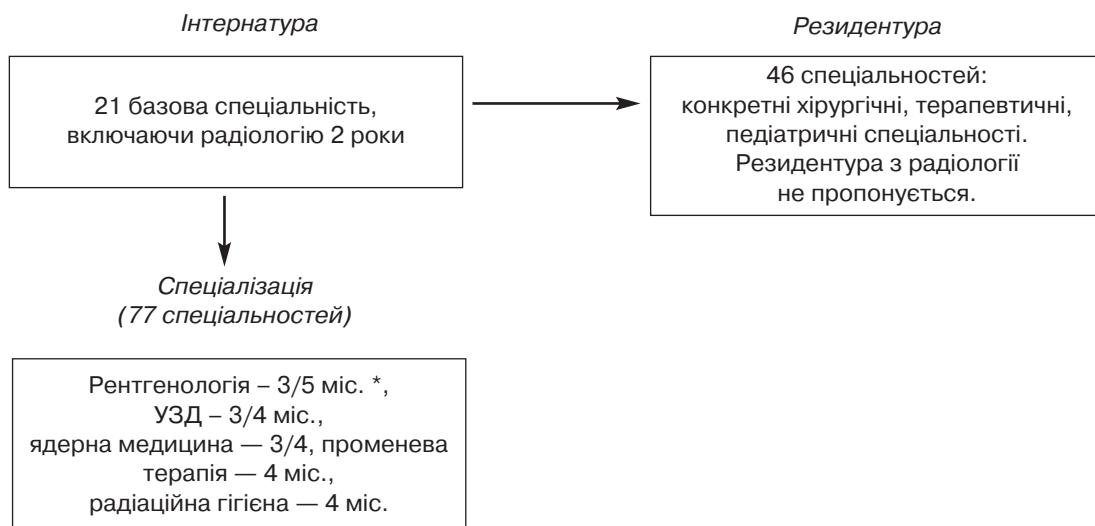 Інтернатура
21 базова спеціальність,
включаючи радіологію 2 роки
Резидентура
46 спеціальностей:
конкретні хірургічні, терапевтичні,
педіатричні спеціальності.
Резидентура з радіології
не пропонується.
Спеціалізація
(77 спеціальностей)
Рентгенологія – 3/5 міс. *,
УЗД – 3/4 міс.,
ядерна медицина — 3/4, променева
терапія — 4 міс.,
радіаційна гігієна — 4 міс.